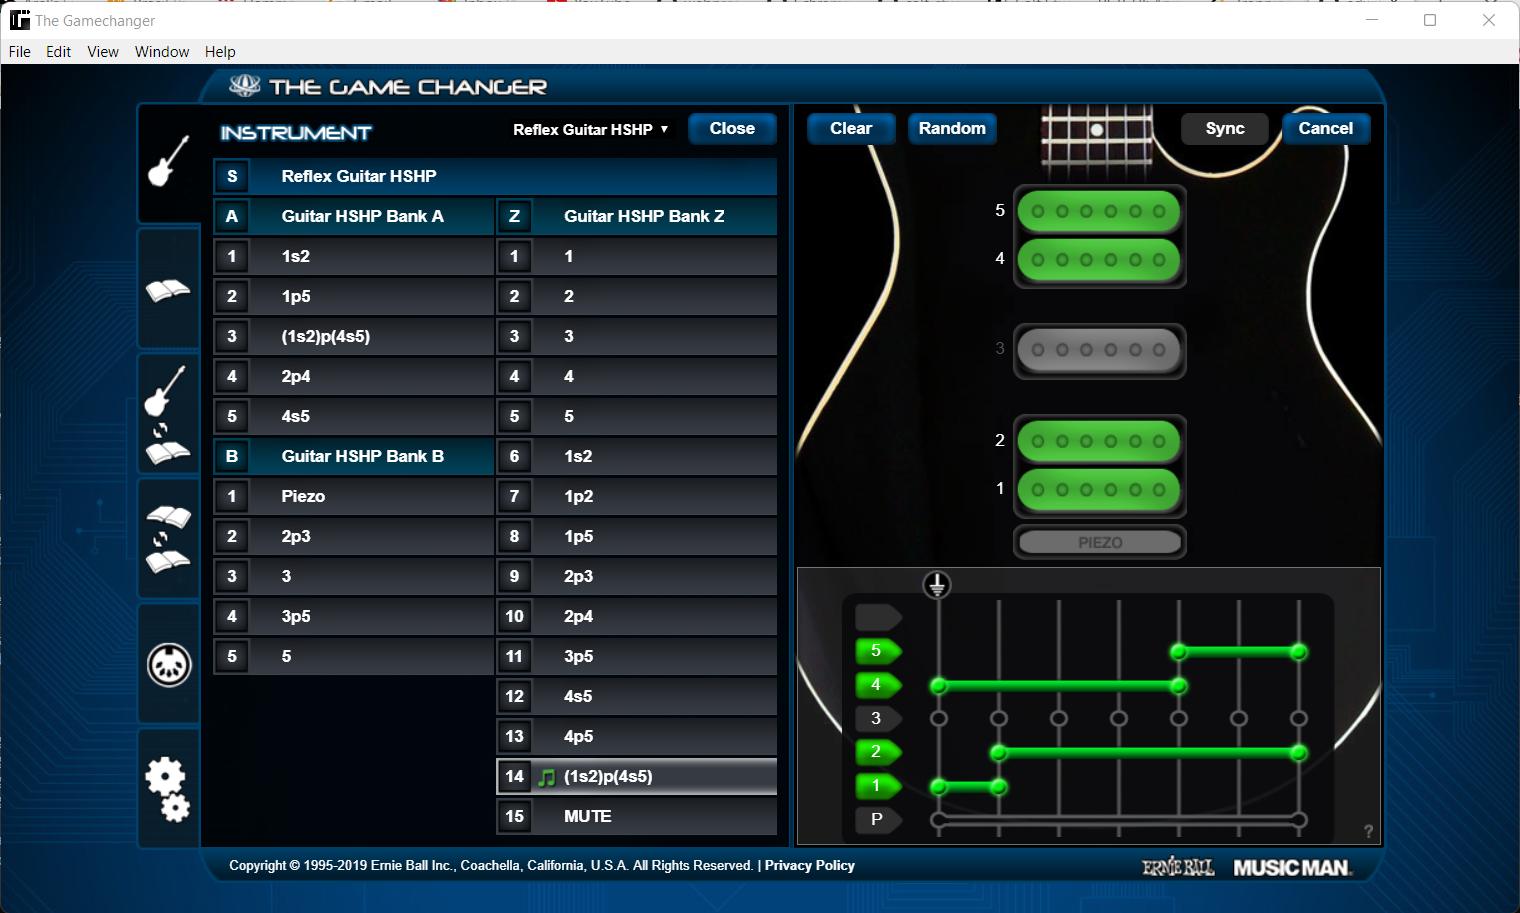 The Gamechanger
File Edit View Window Help
THE GAME CHANGER
INSTRUMENT Reflex Guitar HSHP ▼ Close
Clear Random Sync Cancel
S Reflex Guitar HSHP
A Guitar HSHP Bank A
1 1s2
2 1p5
3 (1s2)p(4s5)
4 2p4
5 4s5
B Guitar HSHP Bank B
1 Piezo
2 2p3
3 3
4 3p5
5 5
Z Guitar HSHP Bank Z
1 1
2 2
3 3
4 4
5 5
6 1s2
7 1p2
8 1p5
9 2p3
10 2p4
11 3p5
12 4s5
13 4p5
14 (1s2)p(4s5)
15 MUTE
5
4
3
2
1
PIEZO
5
4
3
2
1
P
?
Copyright © 1995-2019 Ernie Ball Inc., Coachella, California, U.S.A. All Rights Reserved. | Privacy Policy
ERNIE BALL MUSIC MAN